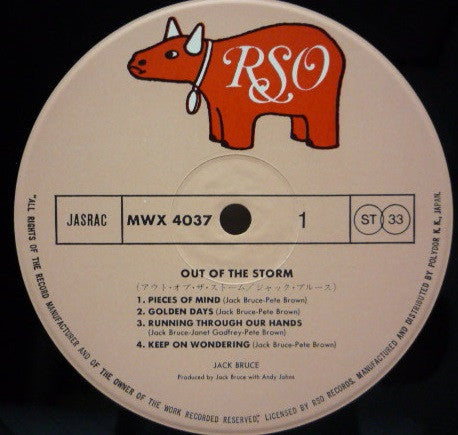 RSO
JASRAC
MWX 4037
1
ST 33
OUT OF THE STORM
(アウト・オブ・ザ・ストーム/ジャック・ブルース)
1. PIECES OF MIND (Jack Bruce-Pete Brown)
2. GOLDEN DAYS (Jack Bruce-Pete Brown)
3. RUNNING THROUGH OUR HANDS
(Jack Bruce-Janet Godfrey-Pete Brown)
4. KEEP ON WONDERING (Jack Bruce-Pete Brown)
JACK BRUCE
Produced by Jack Bruce with Andy Johns
"ALL RIGHTS OF THE RECORD MANUFACTURER AND OF THE OWNER OF THE WORK RECORDED RESERVED," LICENSED BY RSO RECORDS. MANUFACTURED AND DISTRIBUTED BY POLYDOR K. K., JAPAN.